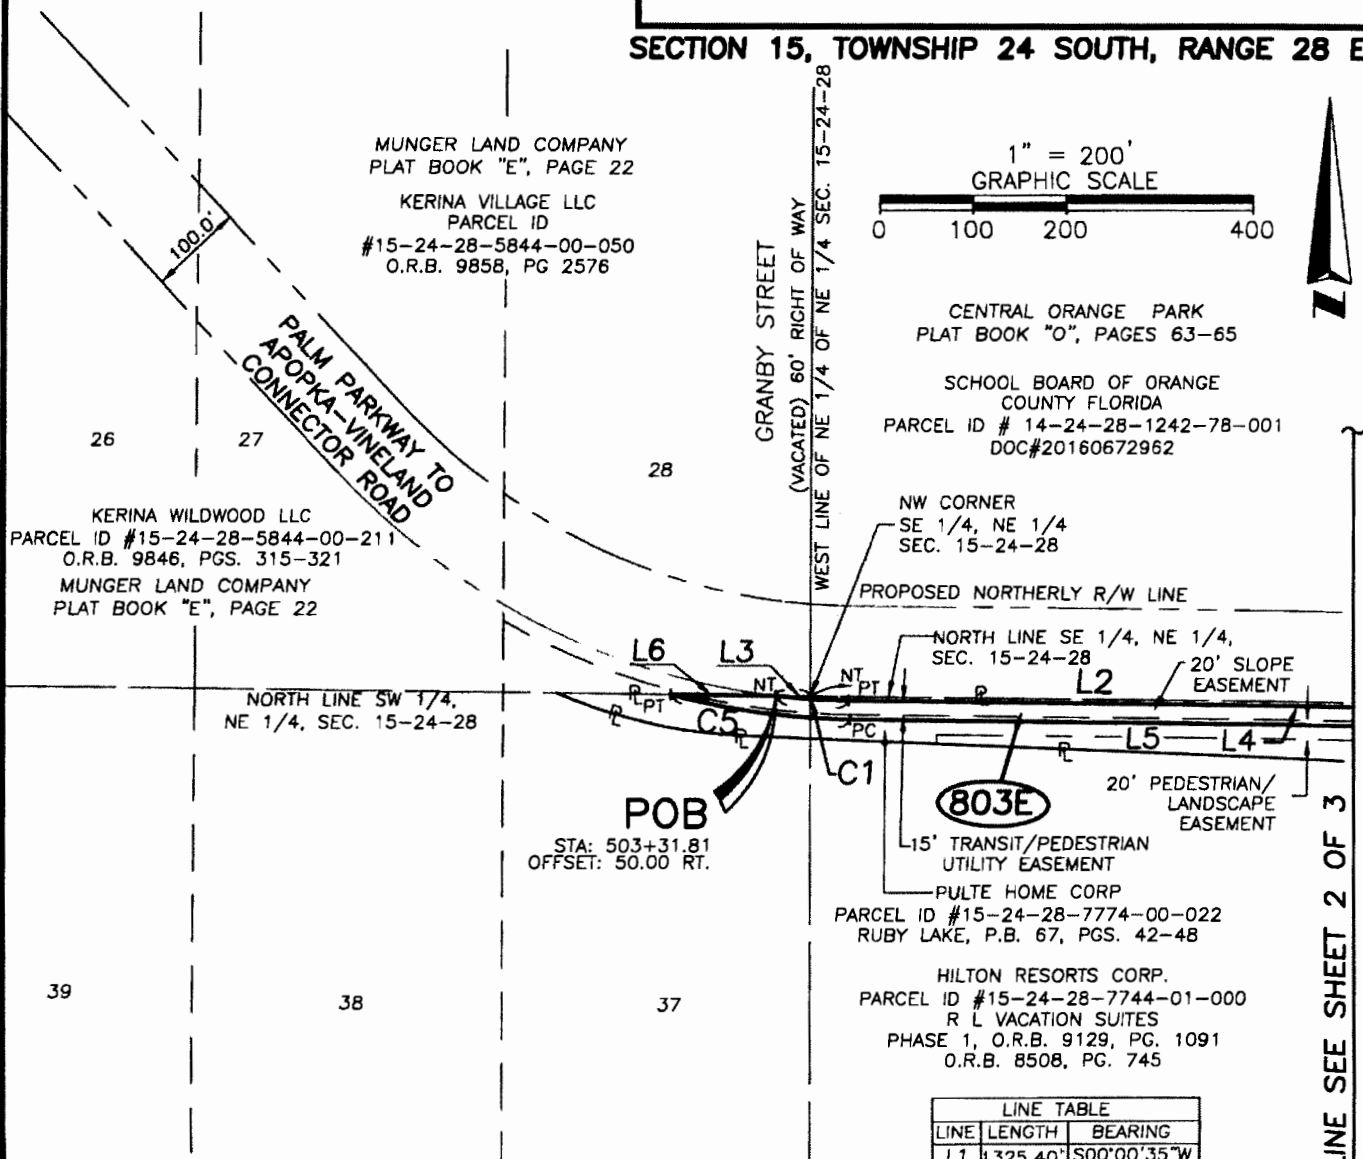 SECTION 15, TOWNSHIP 24 SOUTH, RANGE 28 E
MUNGER LAND COMPANY
PLAT BOOK "E", PAGE 22
KERINA VILLAGE LLC
PARCEL ID
#15-24-28-5844-00-050
O.R.B. 9858, PG 2576
100.0'
PALM PARKWAY TO
APOPKA-VINELAND
CONNECTOR ROAD
GRANBY STREET
(VACATED) 60' RIGHT OF WAY
WEST LINE OF NE 1/4 OF NE 1/4 SEC. 15-24-28
1" = 200'
GRAPHIC SCALE
0 100 200 400
N
CENTRAL ORANGE PARK
PLAT BOOK "O", PAGES 63-65
SCHOOL BOARD OF ORANGE
COUNTY FLORIDA
PARCEL ID # 14-24-28-1242-78-001
DOC#20160672962
26
27
28
KERINA WILDWOOD LLC
PARCEL ID #15-24-28-5844-00-211
O.R.B. 9846, PGS. 315-321
MUNGER LAND COMPANY
PLAT BOOK "E", PAGE 22
NW CORNER
SE 1/4, NE 1/4
SEC. 15-24-28
PROPOSED NORTHERLY R/W LINE
NORTH LINE SE 1/4, NE 1/4,
SEC. 15-24-28
20' SLOPE
EASEMENT
L6
L3
NT
NT
PT
PL
L2
NORTH LINE SW 1/4,
NE 1/4, SEC. 15-24-28
PL
PT
PL
C5
PL
PC
L5
L4
PL
C1
POB
STA: 503+31.81
OFFSET: 50.00 RT.
803E
20' PEDESTRIAN/
LANDSCAPE
EASEMENT
15' TRANSIT/PEDESTRIAN
UTILITY EASEMENT
PULTE HOME CORP
PARCEL ID #15-24-28-7774-00-022
RUBY LAKE, P.B. 67, PGS. 42-48
HILTON RESORTS CORP.
PARCEL ID #15-24-28-7744-01-000
R L VACATION SUITES
PHASE 1, O.R.B. 9129, PG. 1091
O.R.B. 8508, PG. 745
39
38
37
LINE SEE SHEET 2 OF 3
LINE TABLE
LINE LENGTH BEARING
L1 1325.40' S00°00'35"W